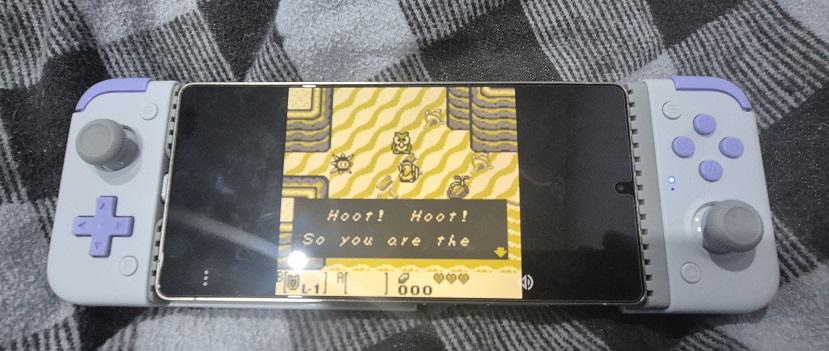 Hoot! Hoot!
So you are the
B[ L-1] A[ ]
000